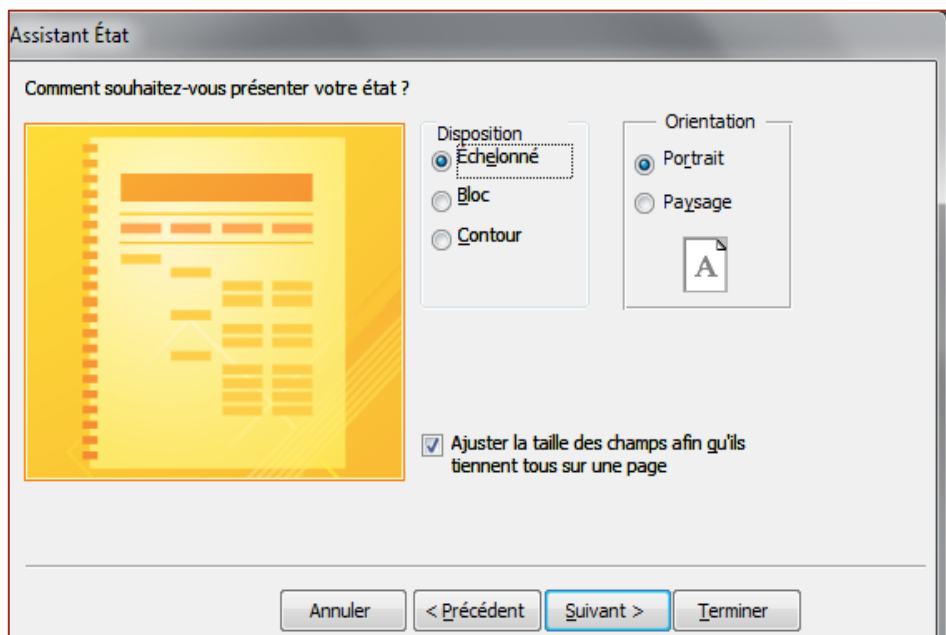 Assistant État
Comment souhaitez-vous présenter votre état ?
Disposition
Échelonné
Bloc
Contour
Orientation
Portrait
Paysage
A
Ajuster la taille des champs afin qu'ils
tiennent tous sur une page
Annuler
< Précédent
Suivant >
Terminer